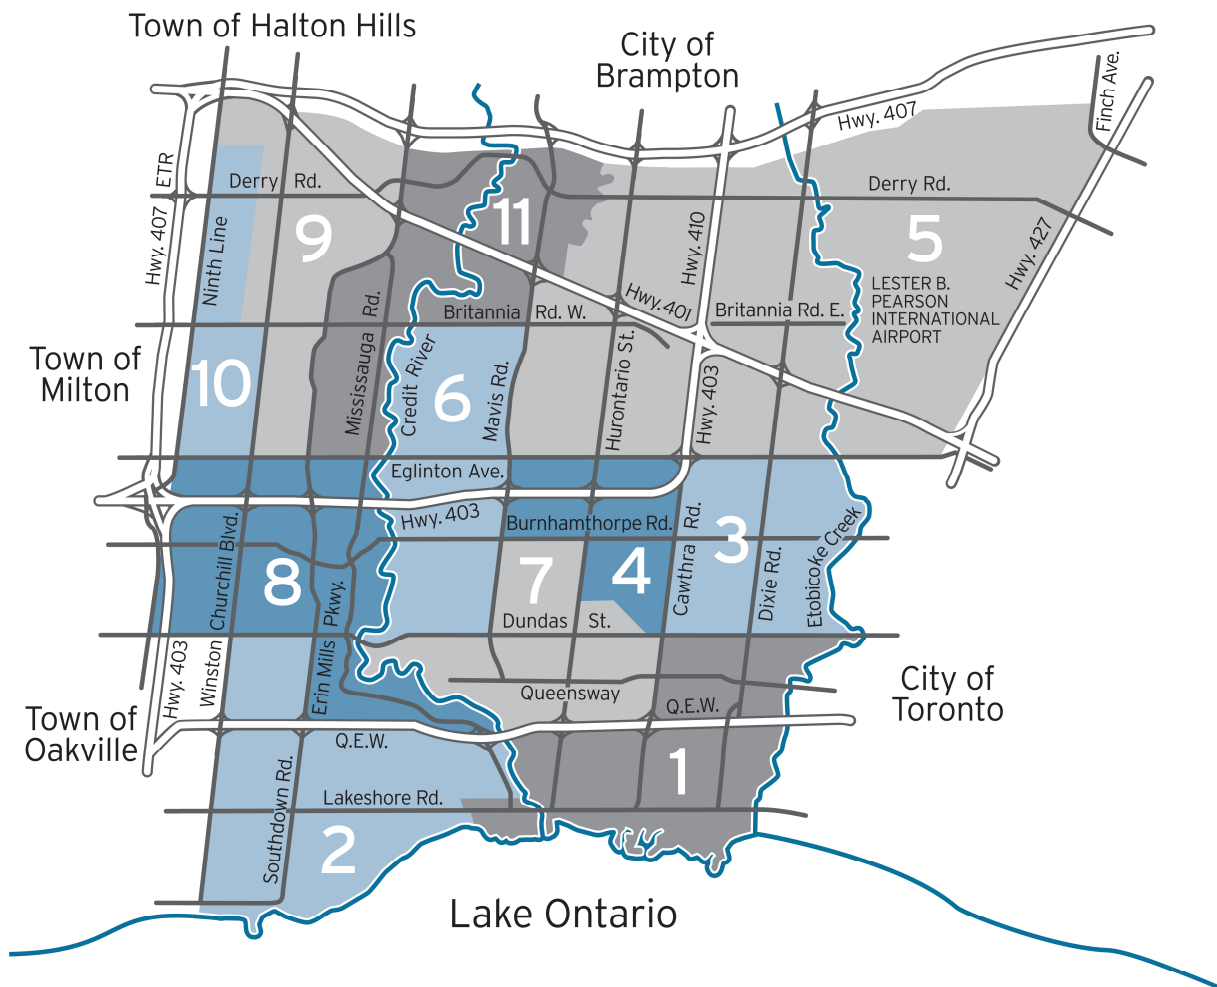 Town of Halton Hills
City of
Brampton
Finch Ave.
Hwy. 407
ETR
Derry Rd.
Derry Rd.
9
11
5
Hwy. 407
Ninth Line
Hwy. 410
Hwy. 427
LESTER B.
PEARSON
INTERNATIONAL
AIRPORT
Hwy. 401
Mississauga Rd.
Britannia Rd. W.
Britannia Rd. E.
Town of
Milton
10
6
Credit River
Mavis Rd.
Hurontario St.
Hwy. 403
Eglinton Ave.
Hwy. 403
Burnhamthorpe Rd.
Cawthra Rd.
3
Dixie Rd.
Etobicoke Creek
Winston Churchill Blvd.
8
7
4
Erin Mills Pkwy.
Dundas St.
Hwy. 403
Queensway
City of
Toronto
Town of
Oakville
Q.E.W.
Q.E.W.
1
Southdown Rd.
Lakeshore Rd.
2
Lake Ontario